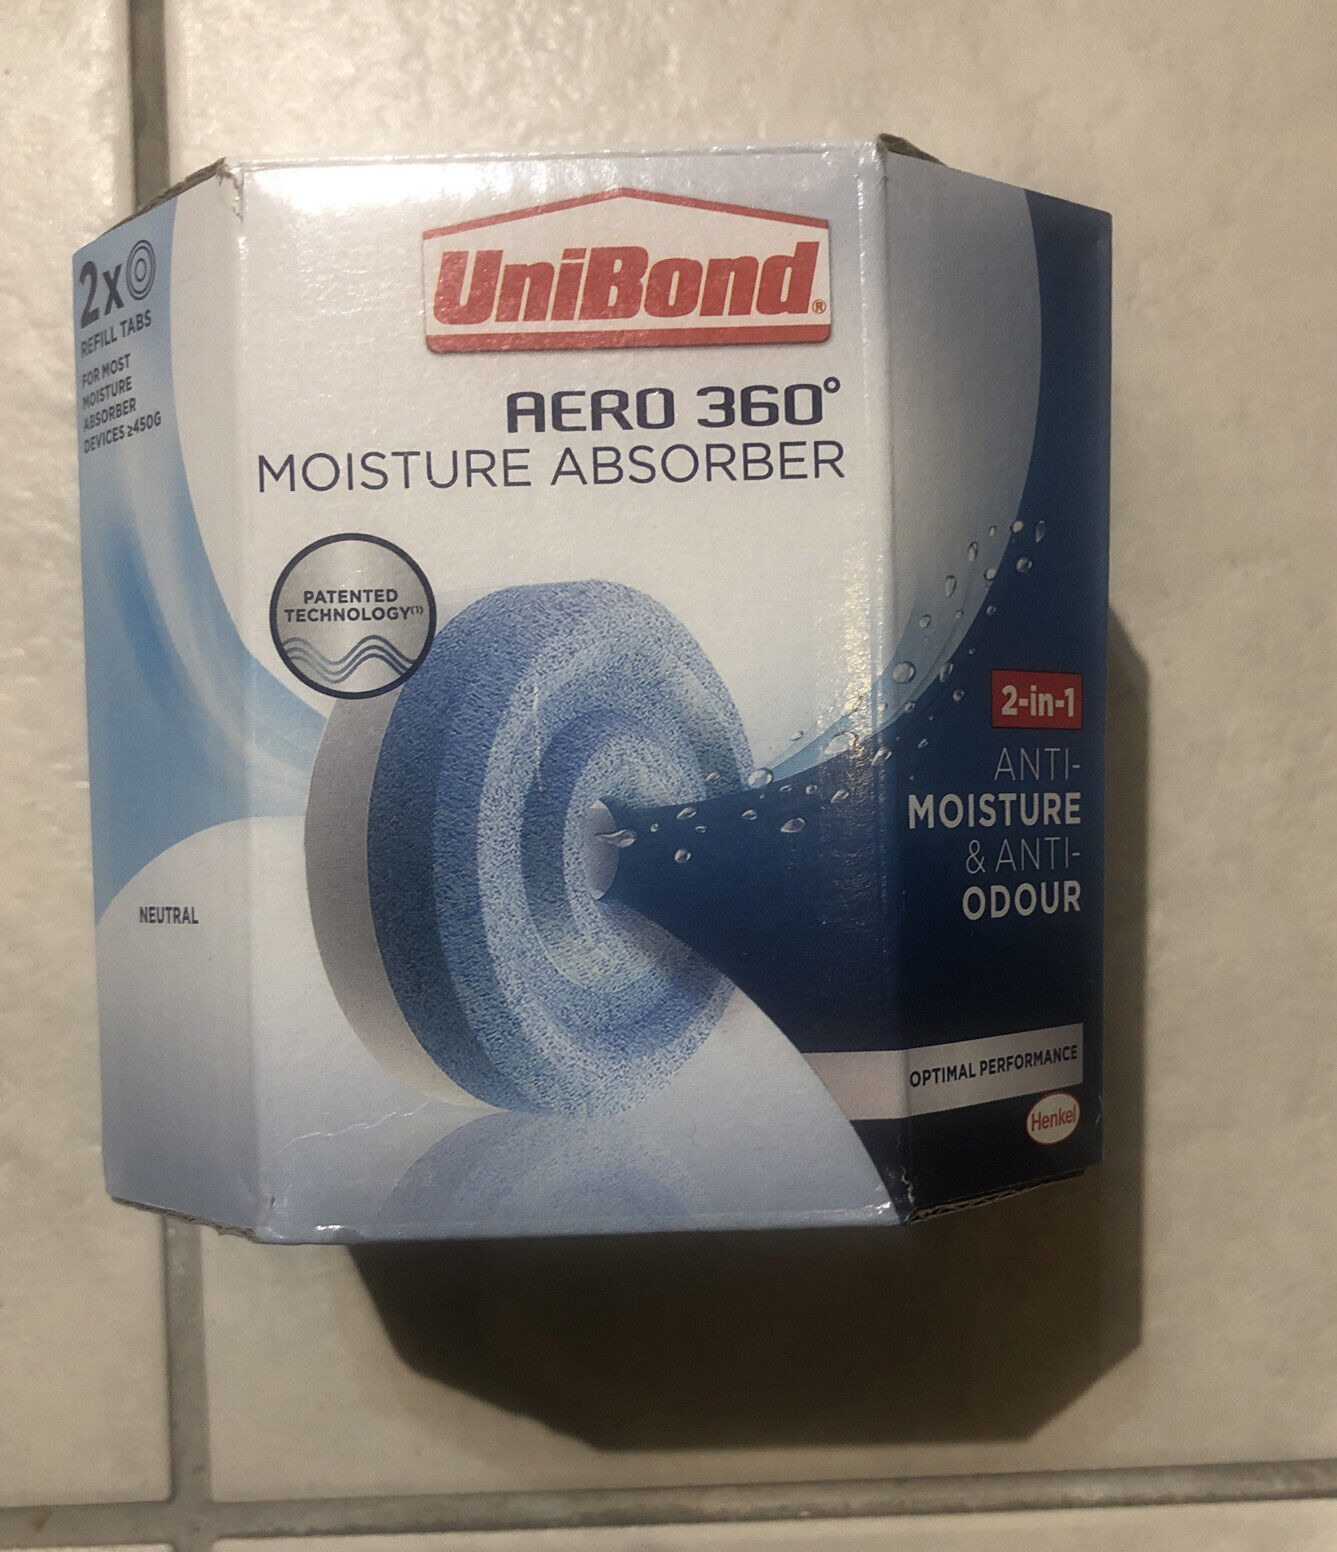 2x
REFILL TABS
FOR MOST
MOISTURE
ABSORBER
DEVICES ≥450G
NEUTRAL
UniBond®
AERO 360°
MOISTURE ABSORBER
PATENTED
TECHNOLOGY(1)
2-in-1
ANTI-
MOISTURE
& ANTI-
ODOUR
OPTIMAL PERFORMANCE
Henkel